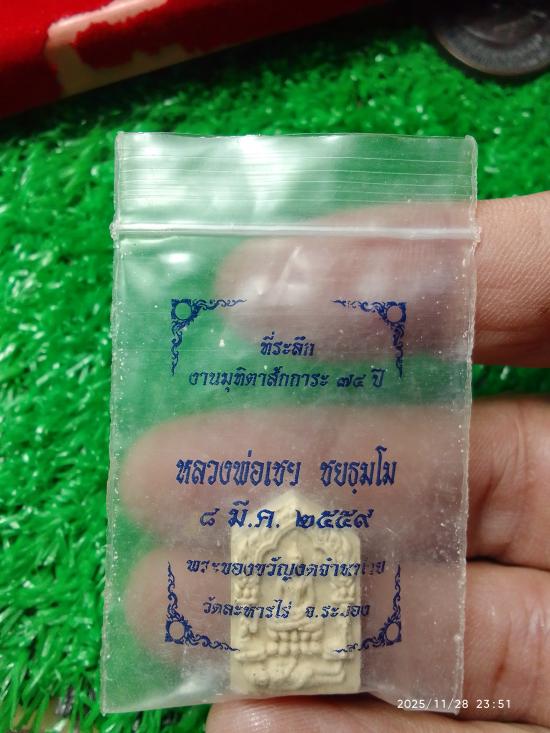 ที่ระลึก
งานมุทิตาสักการะ ๗๔ ปี
หลวงพ่อเชย ชยธฺมโม
๘ มี.ค. ๒๕๕๙
พระของขวัญงดจำหน่าย
วัดละหารไร่ จ.ระยอง
2025/11/28 23:51